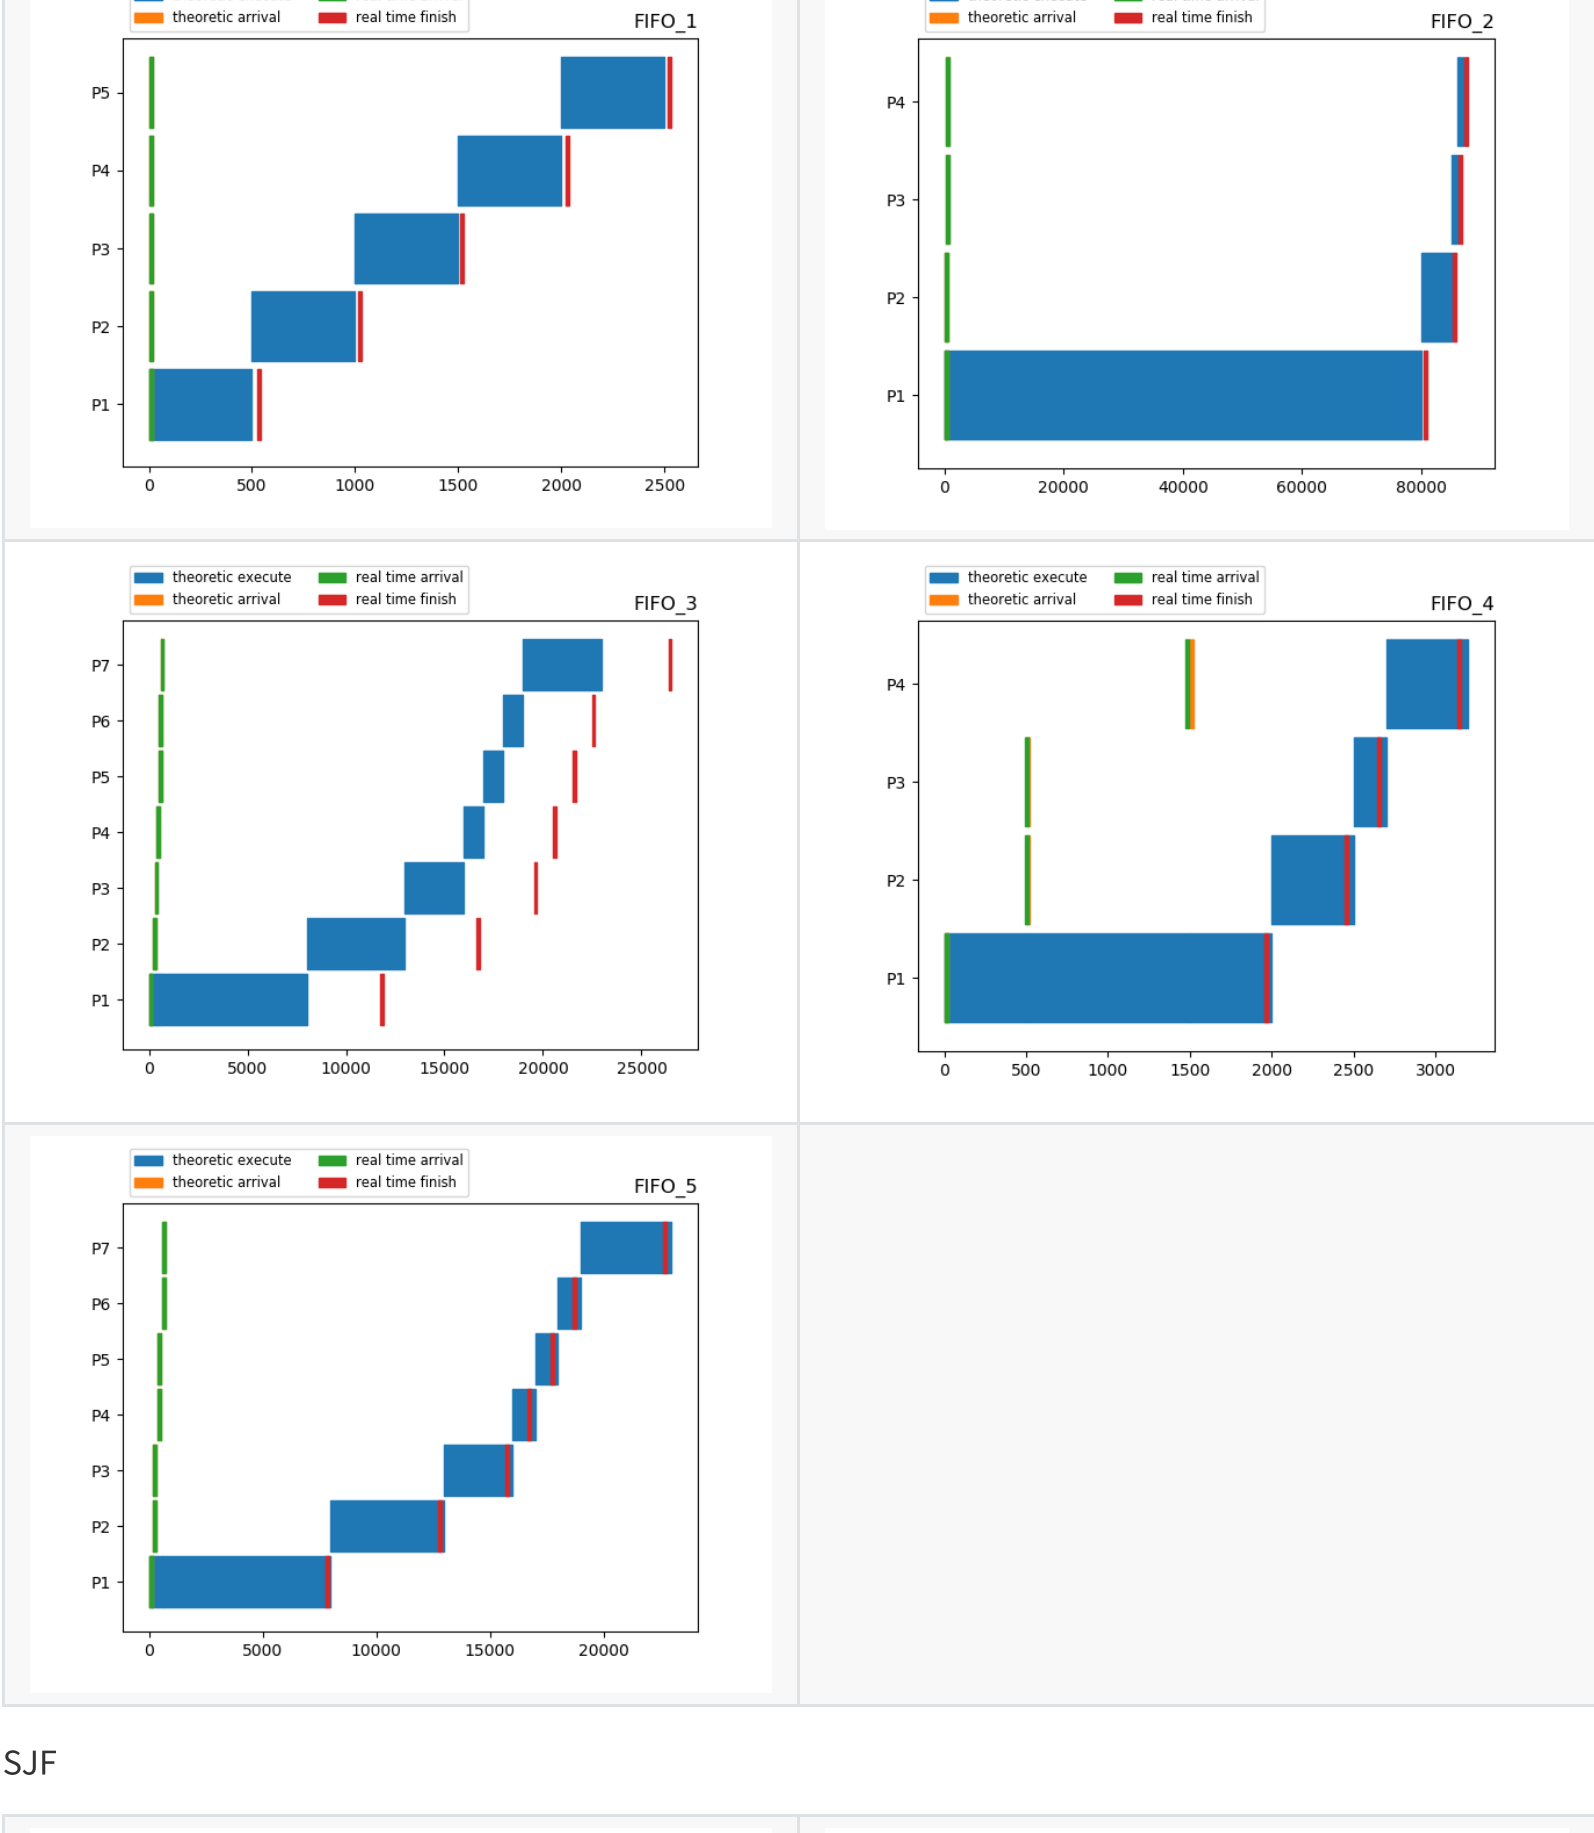 theoretic arrival real time finish
FIFO_1
P5
P4
P3
P2
P1
0 500 1000 1500 2000 2500
theoretic arrival real time finish
FIFO_2
P4
P3
P2
P1
0 20000 40000 60000 80000
theoretic execute real time arrival
theoretic arrival real time finish
FIFO_3
P7
P6
P5
P4
P3
P2
P1
0 5000 10000 15000 20000 25000
theoretic execute real time arrival
theoretic arrival real time finish
FIFO_4
P4
P3
P2
P1
0 500 1000 1500 2000 2500 3000
theoretic execute real time arrival
theoretic arrival real time finish
FIFO_5
P7
P6
P5
P4
P3
P2
P1
0 5000 10000 15000 20000
SJF